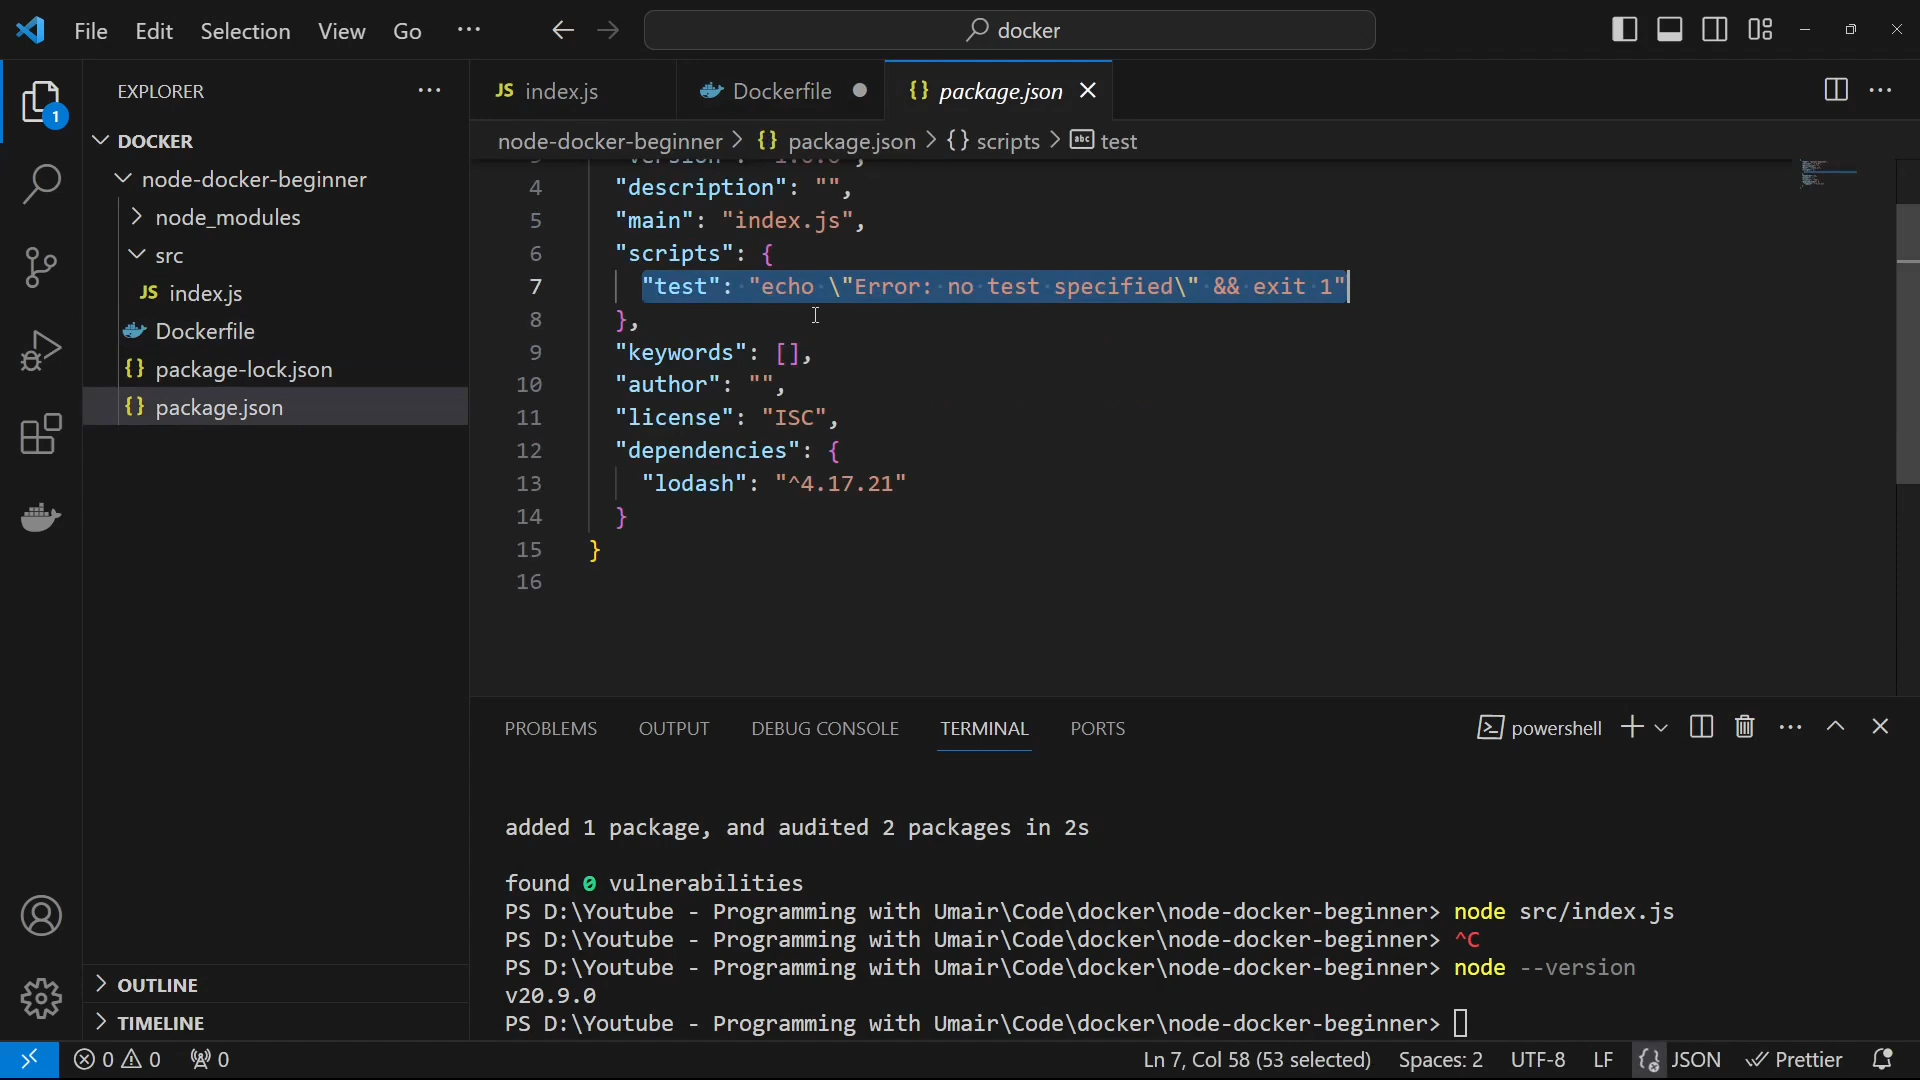 File Edit Selection View Go ··· docker
EXPLORER ···
1
DOCKER
node-docker-beginner
node_modules
src
JS index.js
Dockerfile
{} package-lock.json
{} package.json
OUTLINE
TIMELINE
JS index.js Dockerfile {} package.json
node-docker-beginner > {} package.json > {} scripts > abc test
4 "description": "",
5 "main": "index.js",
6 "scripts": {
7 "test": "echo \"Error: no test specified\" && exit 1"
8 },
9 "keywords": [],
10 "author": "",
11 "license": "ISC",
12 "dependencies": {
13 "lodash": "^4.17.21"
14 }
15 }
16
PROBLEMS OUTPUT DEBUG CONSOLE TERMINAL PORTS powershell
added 1 package, and audited 2 packages in 2s
found 0 vulnerabilities
PS D:\Youtube - Programming with Umair\Code\docker\node-docker-beginner> node src/index.js
PS D:\Youtube - Programming with Umair\Code\docker\node-docker-beginner> ^C
PS D:\Youtube - Programming with Umair\Code\docker\node-docker-beginner> node --version
v20.9.0
PS D:\Youtube - Programming with Umair\Code\docker\node-docker-beginner>
0 0 0 Ln 7, Col 58 (53 selected) Spaces: 2 UTF-8 LF JSON Prettier